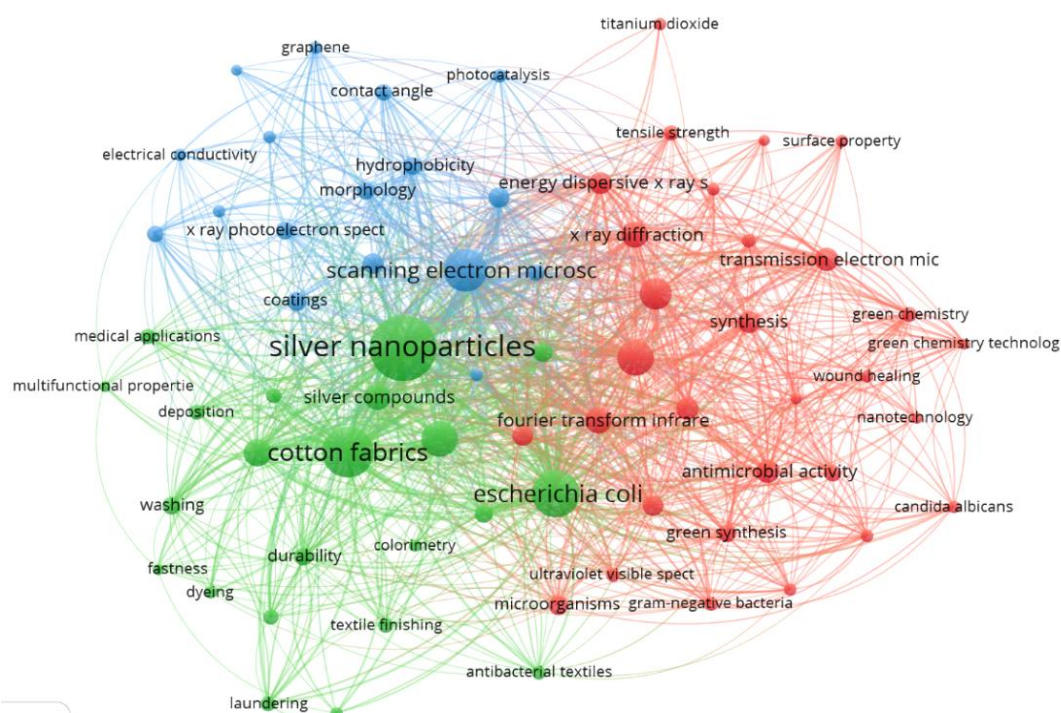 titanium dioxide
graphene
photocatalysis
contact angle
tensile strength
surface property
electrical conductivity
hydrophobicity
energy dispersive x ray s
morphology
x ray photoelectron spect
x ray diffraction
transmission electron mic
scanning electron microsc
coatings
green chemistry
synthesis
medical applications
silver nanoparticles
green chemistry technolog
wound healing
multifunctional propertie
silver compounds
deposition
fourier transform infrare
nanotechnology
cotton fabrics
antimicrobial activity
escherichia coli
washing
candida albicans
green synthesis
colorimetry
durability
fastness
ultraviolet visible spect
dyeing
microorganisms
gram-negative bacteria
textile finishing
antibacterial textiles
laundering